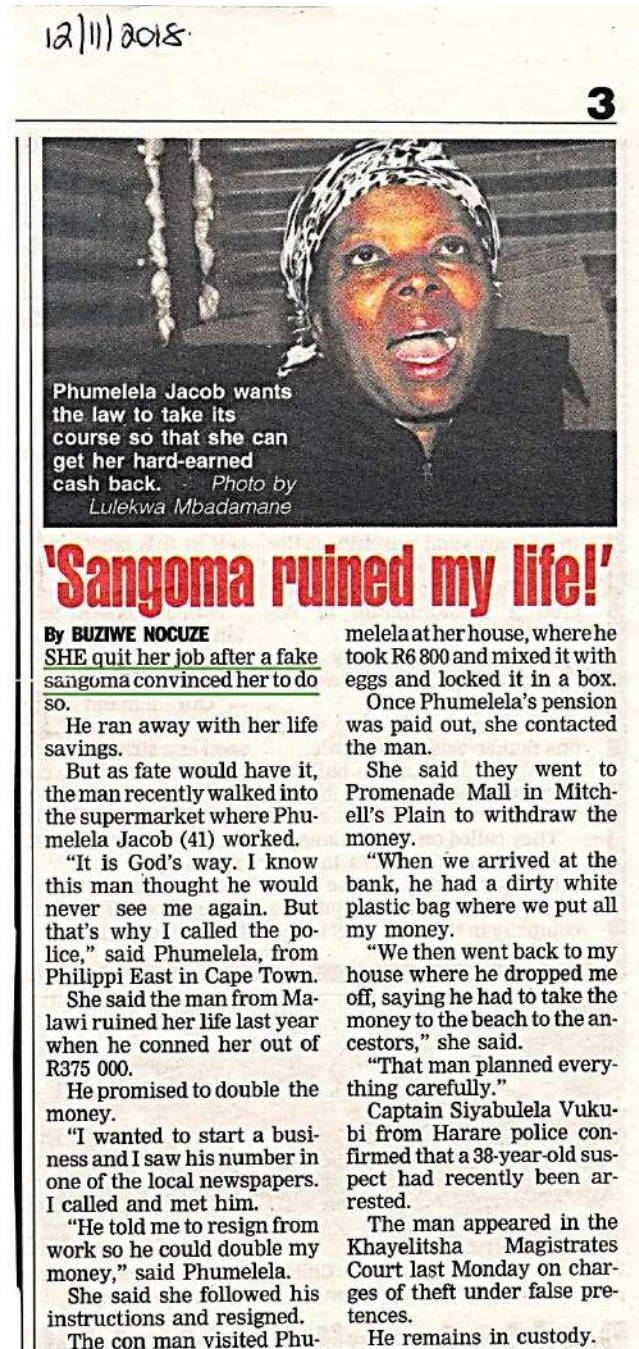 12/11/2018.
3
Phumelela Jacob wants
the law to take its
course so that she can
get her hard-earned
cash back. Photo by
Lulekwa Mbadamane
'Sangoma ruined my life!'
By BUZIWE NOCUZE
SHE quit her job after a fake
sangoma convinced her to do
so.
He ran away with her life
savings.
But as fate would have it,
the man recently walked into
the supermarket where Phu-
melela Jacob (41) worked.
"It is God's way. I know
this man thought he would
never see me again. But
that's why I called the po-
lice," said Phumelela, from
Philippi East in Cape Town.
She said the man from Ma-
lawi ruined her life last year
when he conned her out of
R375 000.
He promised to double the
money.
"I wanted to start a busi-
ness and I saw his number in
one of the local newspapers.
I called and met him.
"He told me to resign from
work so he could double my
money," said Phumelela.
She said she followed his
instructions and resigned.
The con man visited Phu-
melela at her house, where he
took R6 800 and mixed it with
eggs and locked it in a box.
Once Phumelela's pension
was paid out, she contacted
the man.
She said they went to
Promenade Mall in Mitch-
ell's Plain to withdraw the
money.
"When we arrived at the
bank, he had a dirty white
plastic bag where we put all
my money.
"We then went back to my
house where he dropped me
off, saying he had to take the
money to the beach to the an-
cestors," she said.
"That man planned every-
thing carefully."
Captain Siyabulela Vuku-
bi from Harare police con-
firmed that a 38-year-old sus-
pect had recently been ar-
rested.
The man appeared in the
Khayelitsha Magistrates
Court last Monday on char-
ges of theft under false pre-
tences.
He remains in custody.